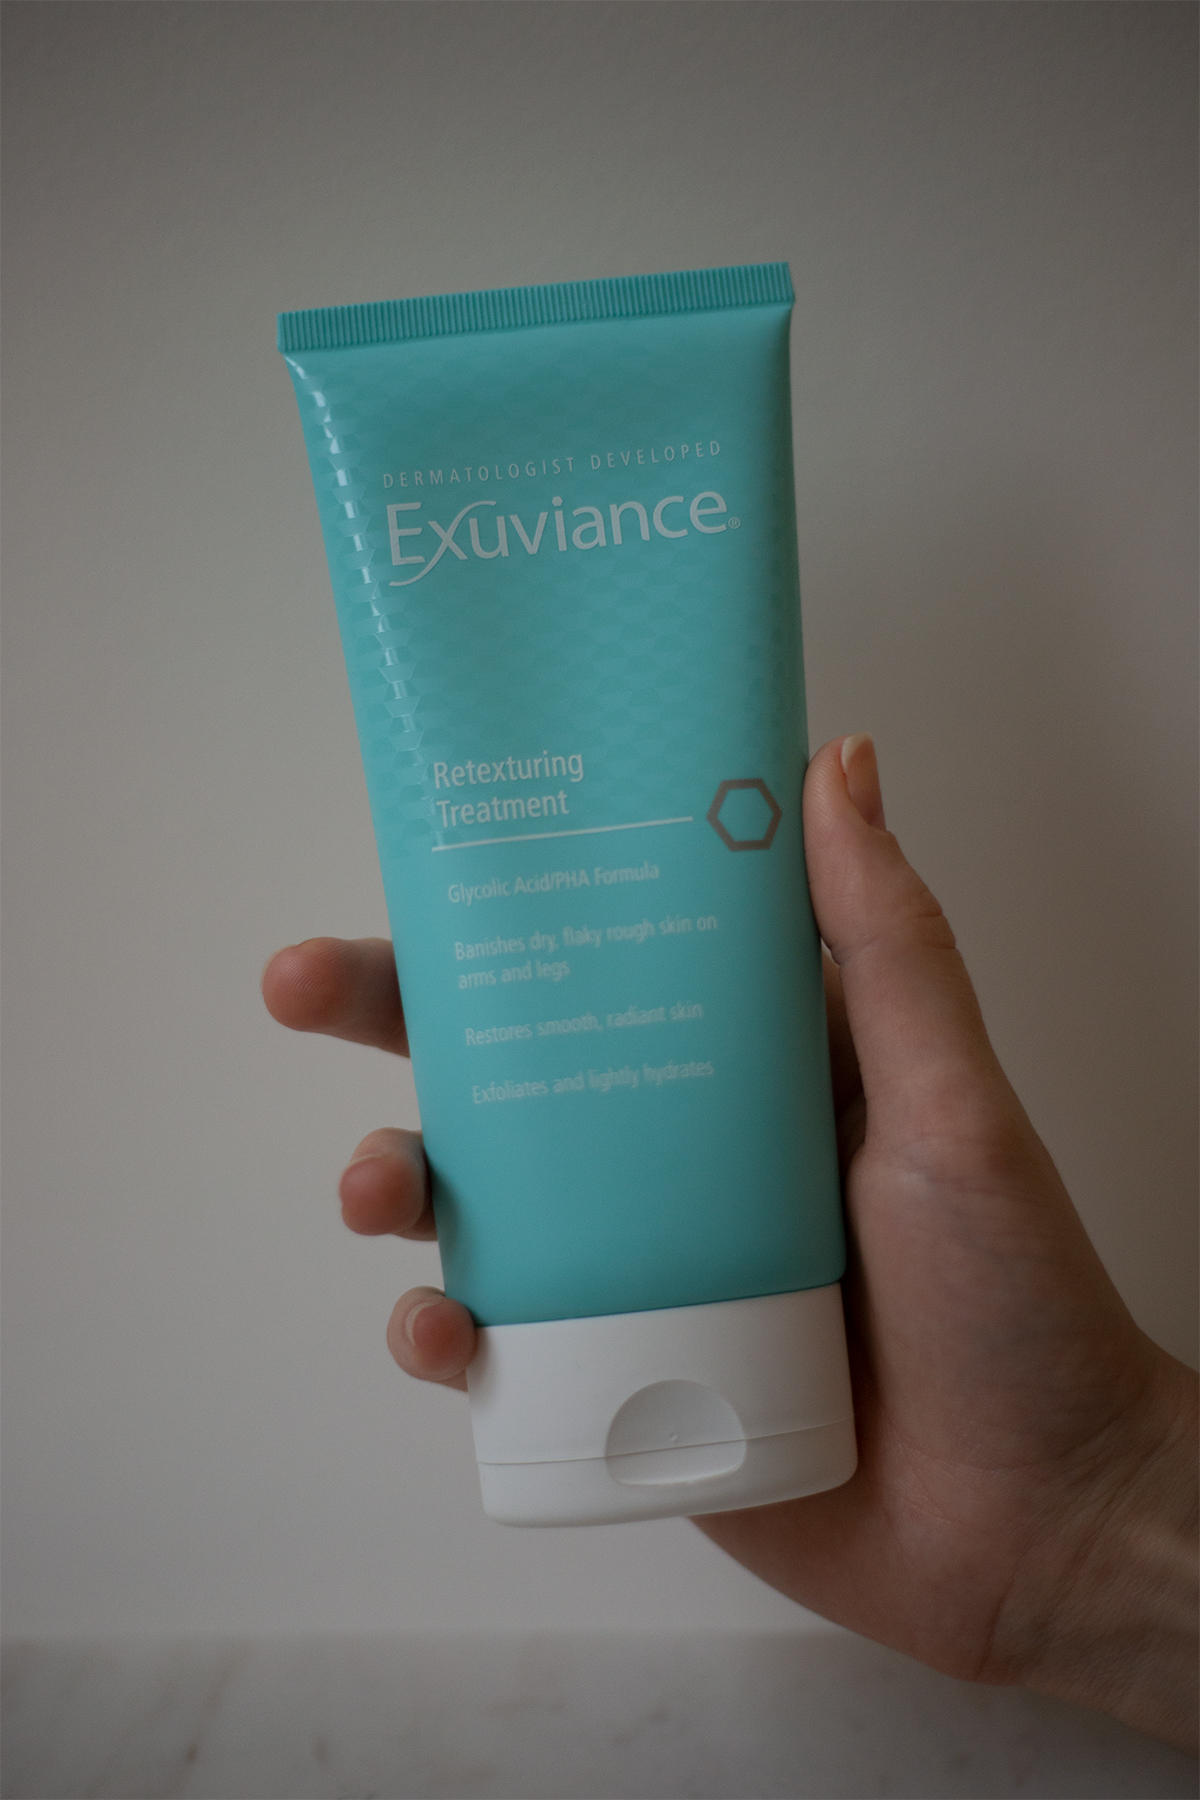 DERMATOLOGIST DEVELOPED
Exuviance®
Retexturing
Treatment
Glycolic Acid/PHA Formula
Banishes dry, flaky rough skin on
arms and legs
Restores smooth, radiant skin
Exfoliates and lightly hydrates